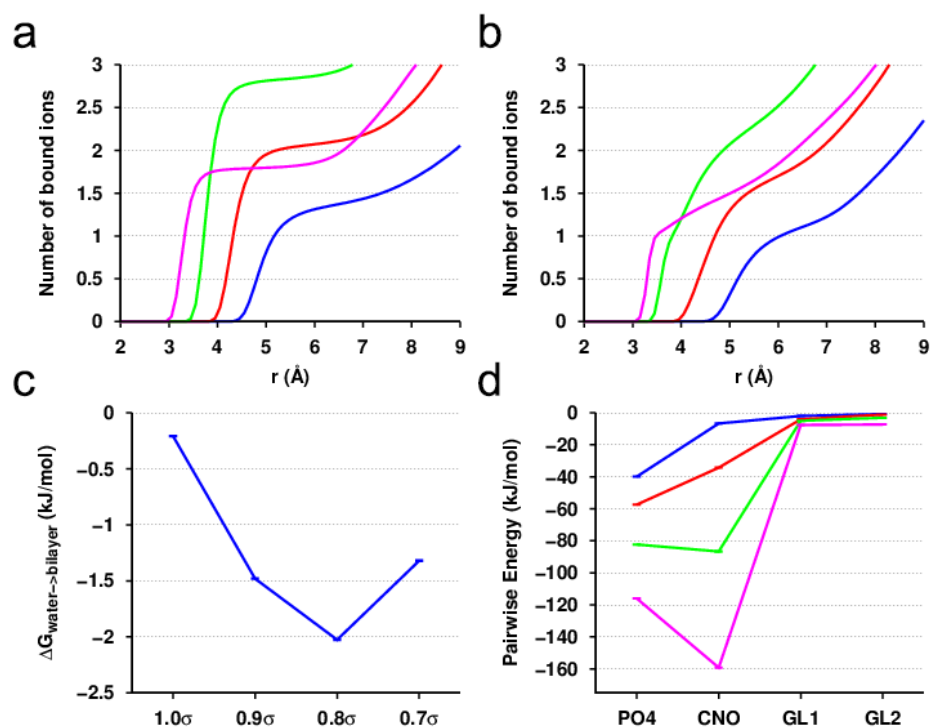 a
b
Number of bound ions
3
2.5
2
1.5
1
0.5
0
2 3 4 5 6 7 8 9
r (Å)
Number of bound ions
3
2.5
2
1.5
1
0.5
0
2 3 4 5 6 7 8 9
r (Å)
c
d
ΔGwater->bilayer (kJ/mol)
0
−0.5
−1
−1.5
−2
−2.5
1.0σ 0.9σ 0.8σ 0.7σ
Pairwise Energy (kJ/mol)
0
−20
−40
−60
−80
−100
−120
−140
−160
PO4 CNO GL1 GL2